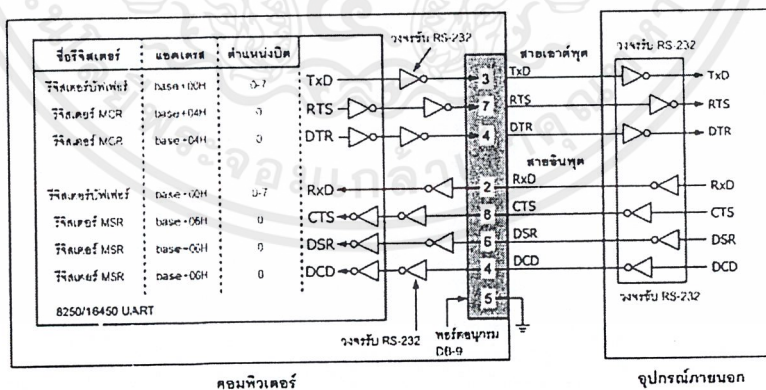 วงจรขับ RS-232
สายเอาต์พุต
วงจรรับ RS-232
ชื่อรีจิสเตอร์ แอดเดรส ตำแหน่งบิต
รีจิสเตอร์บัฟเฟอร์ base+00H 0-7 TxD 3 TxD TxD
รีจิสเตอร์ MCR base+04H 0 RTS 7 RTS RTS
รีจิสเตอร์ MCR base+04H 0 DTR 4 DTR DTR
สายอินพุต
รีจิสเตอร์บัฟเฟอร์ base+00H 0-7 RxD 2 RxD RxD
รีจิสเตอร์ MSR base+06H 0 CTS 8 CTS CTS
รีจิสเตอร์ MSR base+06H 0 DSR 6 DSR DSR
รีจิสเตอร์ MSR base+06H 0 DCD 4 DCD DCD
5
8250/16450 UART
วงจรรับ RS-232
พอร์ตอนุกรม
DB-9
วงจรขับ RS-232
คอมพิวเตอร์
อุปกรณ์ภายนอก